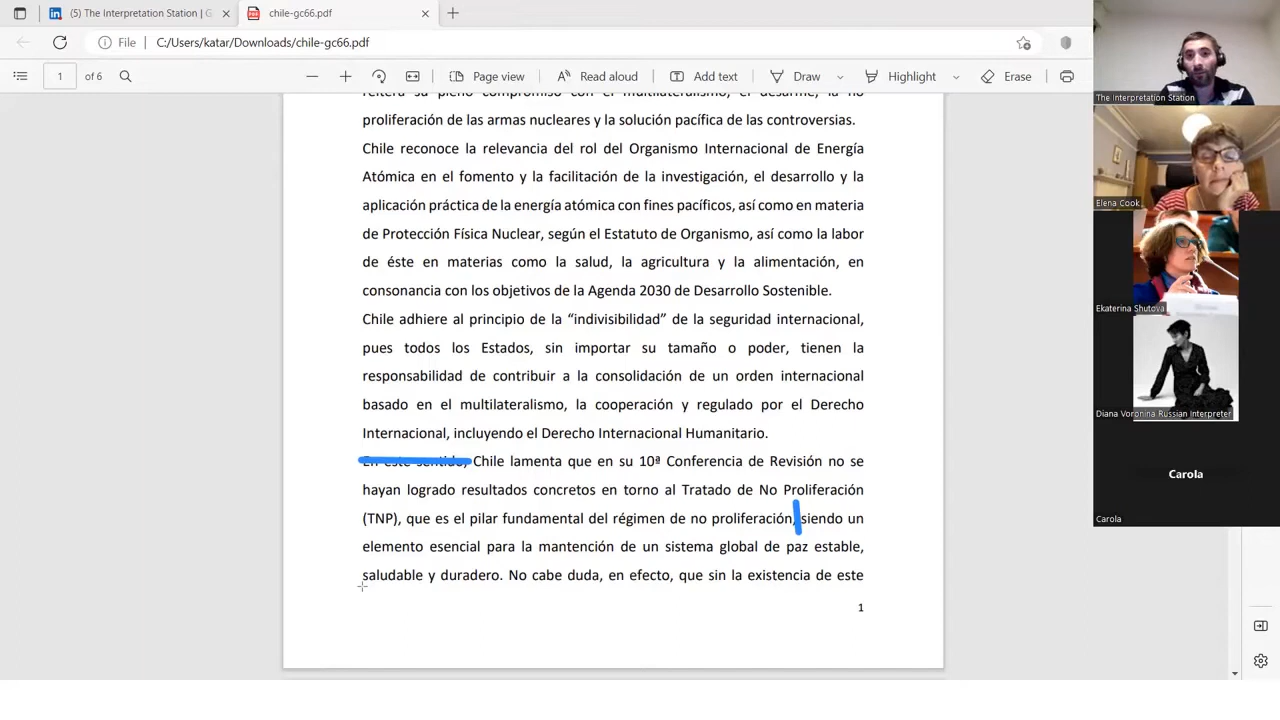 (5) The Interpretation Station | G
chile-gc66.pdf
File
C:/Users/katar/Downloads/chile-gc66.pdf
1 of 6
Page view
Read aloud
Add text
Draw
Highlight
Erase
reitera su pleno compromiso con el multilateralismo, el desarme, la no
proliferación de las armas nucleares y la solución pacífica de las controversias.
Chile reconoce la relevancia del rol del Organismo Internacional de Energía
Atómica en el fomento y la facilitación de la investigación, el desarrollo y la
aplicación práctica de la energía atómica con fines pacíficos, así como en materia
de Protección Física Nuclear, según el Estatuto de Organismo, así como la labor
de éste en materias como la salud, la agricultura y la alimentación, en
consonancia con los objetivos de la Agenda 2030 de Desarrollo Sostenible.
Chile adhiere al principio de la “indivisibilidad” de la seguridad internacional,
pues todos los Estados, sin importar su tamaño o poder, tienen la
responsabilidad de contribuir a la consolidación de un orden internacional
basado en el multilateralismo, la cooperación y regulado por el Derecho
Internacional, incluyendo el Derecho Internacional Humanitario.
En este sentido, Chile lamenta que en su 10ª Conferencia de Revisión no se
hayan logrado resultados concretos en torno al Tratado de No Proliferación
(TNP), que es el pilar fundamental del régimen de no proliferación, siendo un
elemento esencial para la mantención de un sistema global de paz estable,
saludable y duradero. No cabe duda, en efecto, que sin la existencia de este
1
The Interpretation Station
Elena Cook
Ekaterina Shutova
Diana Voronina Russian Interpreter
Carola
Carola